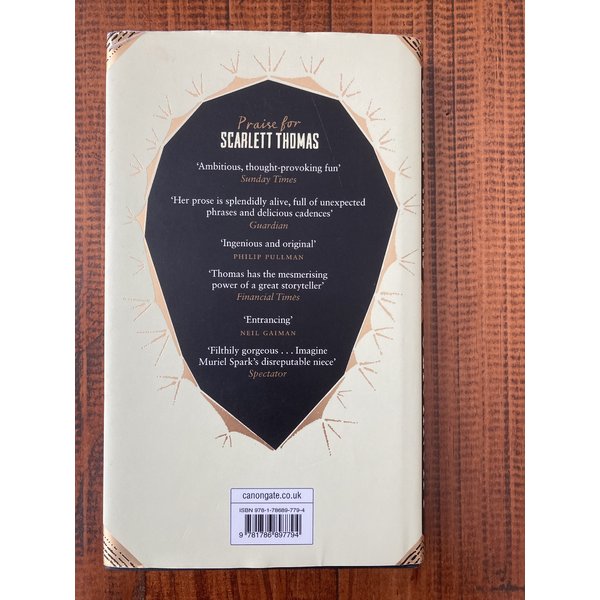 Praise for
SCARLETT THOMAS
‘Ambitious, thought-provoking fun’
Sunday Times
‘Her prose is splendidly alive, full of unexpected
phrases and delicious cadences’
Guardian
‘Ingenious and original’
PHILIP PULLMAN
‘Thomas has the mesmerising
power of a great storyteller’
Financial Times
‘Entrancing’
NEIL GAIMAN
‘Filthily gorgeous . . . Imagine
Muriel Spark’s disreputable niece’
Spectator
canongate.co.uk
ISBN 978-1-78689-779-4
9 781786 897794